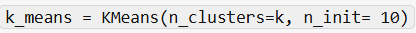 k_means = KMeans(n_clusters=k, n_init= 10)